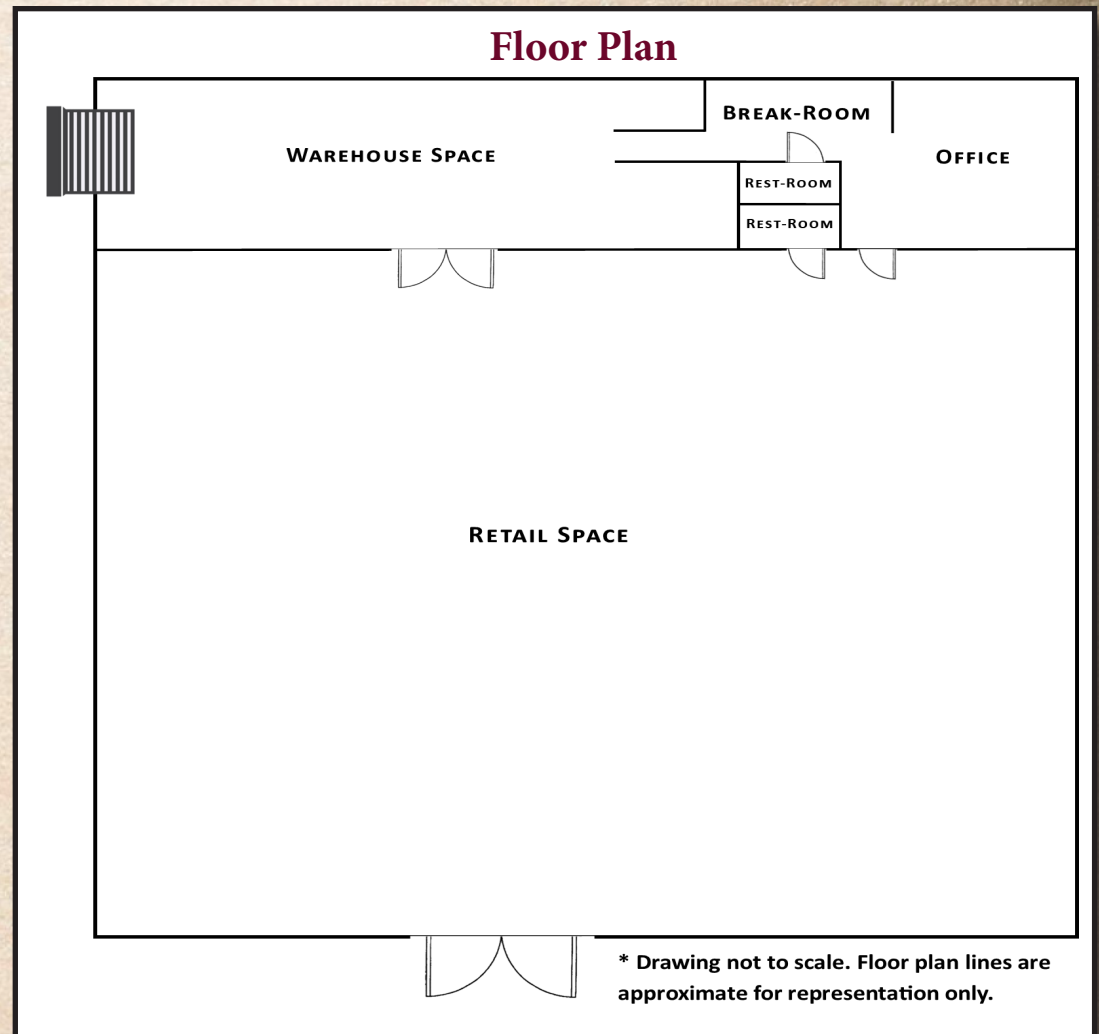 Floor Plan
Break-Room
Warehouse Space
Office
Rest-Room
Rest-Room
Retail Space
* Drawing not to scale. Floor plan lines are
approximate for representation only.